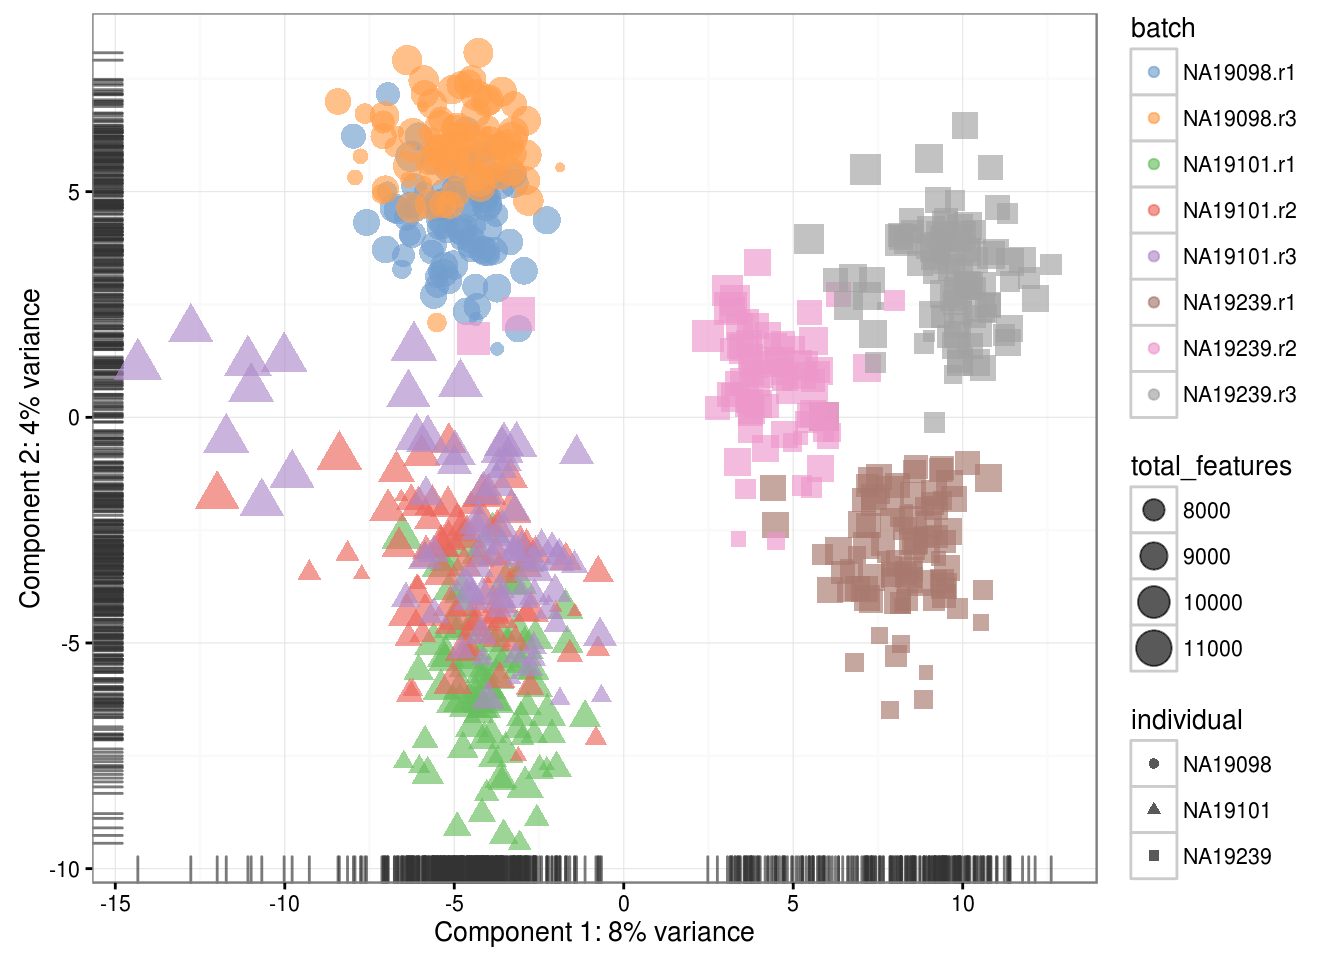 batch
NA19098.r1
NA19098.r3
NA19101.r1
NA19101.r2
NA19101.r3
NA19239.r1
NA19239.r2
NA19239.r3
total_features
8000
9000
10000
11000
individual
NA19098
NA19101
NA19239
Component 2: 4% variance
5
0
-5
-10
-15
-10
-5
0
5
10
Component 1: 8% variance